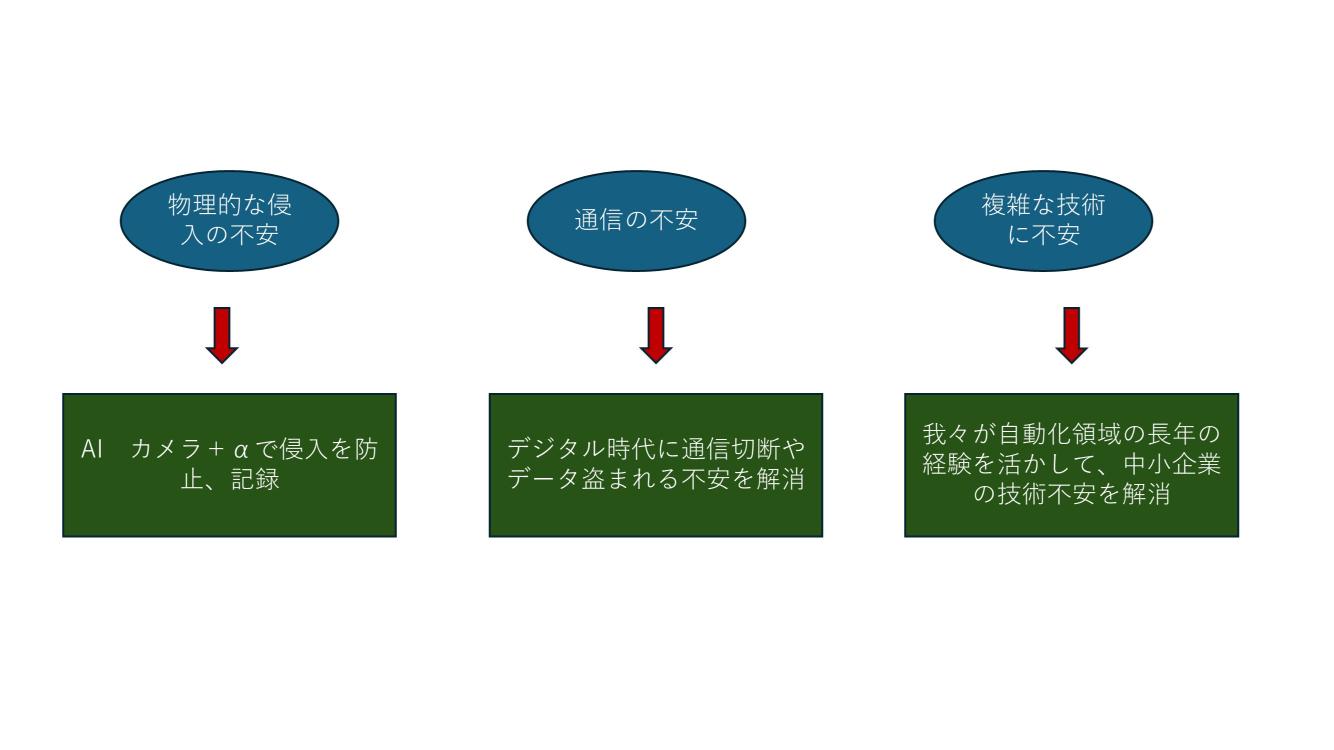 物理的な侵
入の不安
通信の不安
複雑な技術
に不安
AI　カメラ＋αで侵入を防
止、記録
デジタル時代に通信切断や
データ盗まれる不安を解消
我々が自動化領域の長年の
経験を活かして、中小企業
の技術不安を解消